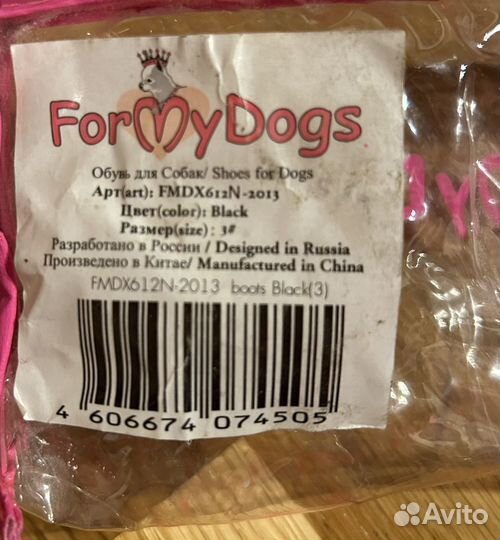 ForMyDogs
Обувь для Собак/ Shoes for Dogs
Арт(art): FMDX612N-2013
Цвет(color): Black
Размер(size) : 3#
Разработано в России / Designed in Russia
Произведено в Китае/ Manufactured in China
FMDX612N-2013 boots Black(3)
4 606674 074505
Avito